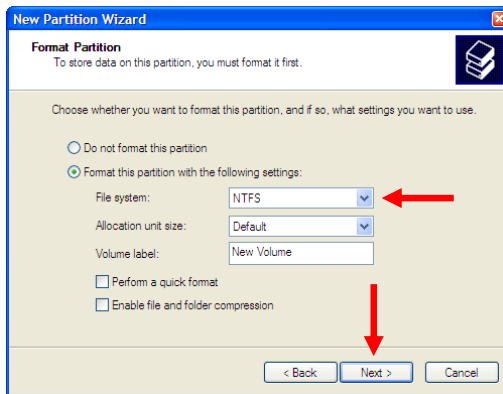 New Partition Wizard
Format Partition
To store data on this partition, you must format it first.
Choose whether you want to format this partition, and if so, what settings you want to use.
Do not format this partition
Format this partition with the following settings:
File system: NTFS
Allocation unit size: Default
Volume label: New Volume
Perform a quick format
Enable file and folder compression
< Back Next > Cancel